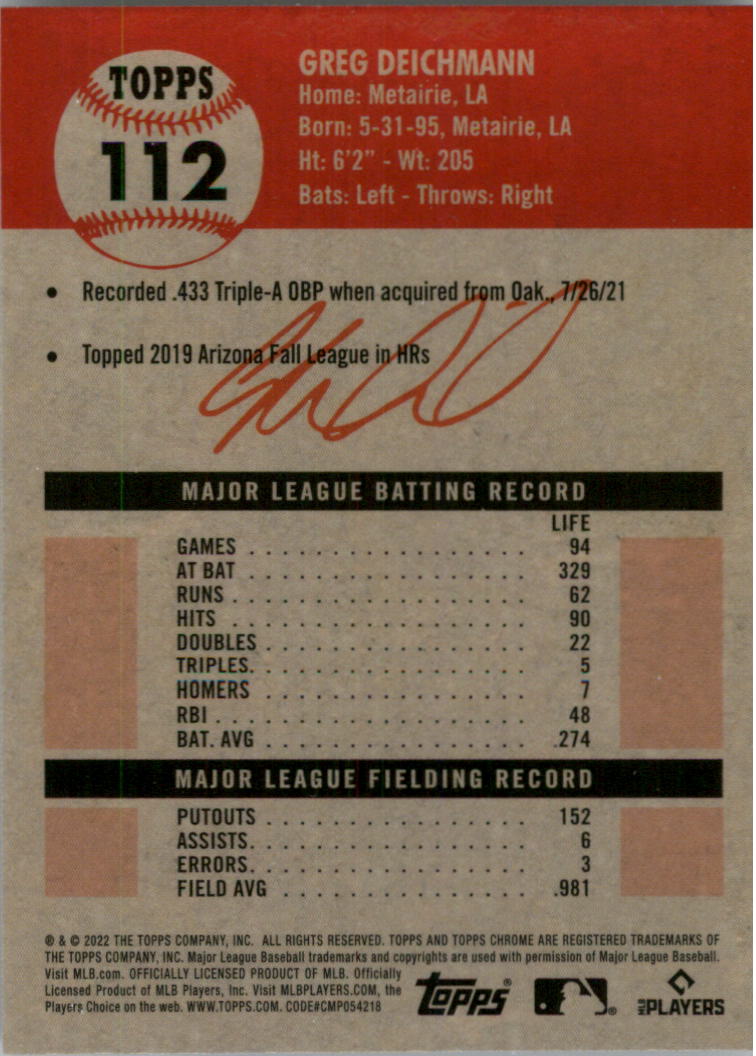 TOPPS
112
GREG DEICHMANN
Home: Metairie, LA
Born: 5-31-95, Metairie, LA
Ht: 6'2" - Wt: 205
Bats: Left - Throws: Right
• Recorded .433 Triple-A OBP when acquired from Oak., 7/26/21
• Topped 2019 Arizona Fall League in HRs
MAJOR LEAGUE BATTING RECORD
LIFE
GAMES . . . . . . . . . . . . . . . . . 94
AT BAT . . . . . . . . . . . . . . . . . 329
RUNS . . . . . . . . . . . . . . . . . . 62
HITS . . . . . . . . . . . . . . . . . . 90
DOUBLES . . . . . . . . . . . . . . . . 22
TRIPLES. . . . . . . . . . . . . . . . . 5
HOMERS . . . . . . . . . . . . . . . . 7
RBI . . . . . . . . . . . . . . . . . . . 48
BAT. AVG . . . . . . . . . . . . . . . . .274
MAJOR LEAGUE FIELDING RECORD
PUTOUTS . . . . . . . . . . . . . . . . 152
ASSISTS. . . . . . . . . . . . . . . . . 6
ERRORS. . . . . . . . . . . . . . . . . 3
FIELD AVG . . . . . . . . . . . . . . . .981
® & © 2022 THE TOPPS COMPANY, INC. ALL RIGHTS RESERVED. TOPPS AND TOPPS CHROME ARE REGISTERED TRADEMARKS OF
THE TOPPS COMPANY, INC. Major League Baseball trademarks and copyrights are used with permission of Major League Baseball.
Visit MLB.com. OFFICIALLY LICENSED PRODUCT OF MLB. Officially
Licensed Product of MLB Players, Inc. Visit MLBPLAYERS.COM, the
Players Choice on the web. WWW.TOPPS.COM. CODE#CMP054218
topps®
MLB PLAYERS